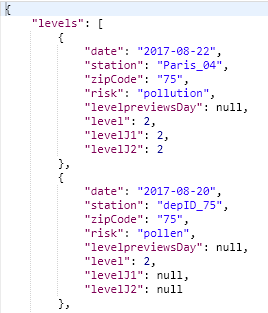 {
"levels": [
{
"date": "2017-08-22",
"station": "Paris_04",
"zipCode": "75",
"risk": "pollution",
"levelpreviewsDay": null,
"level": 2,
"levelJ1": 2,
"levelJ2": 2
},
{
"date": "2017-08-20",
"station": "depID_75",
"zipCode": "75",
"risk": "pollen",
"levelpreviewsDay": null,
"level": 2,
"levelJ1": null,
"levelJ2": null
},